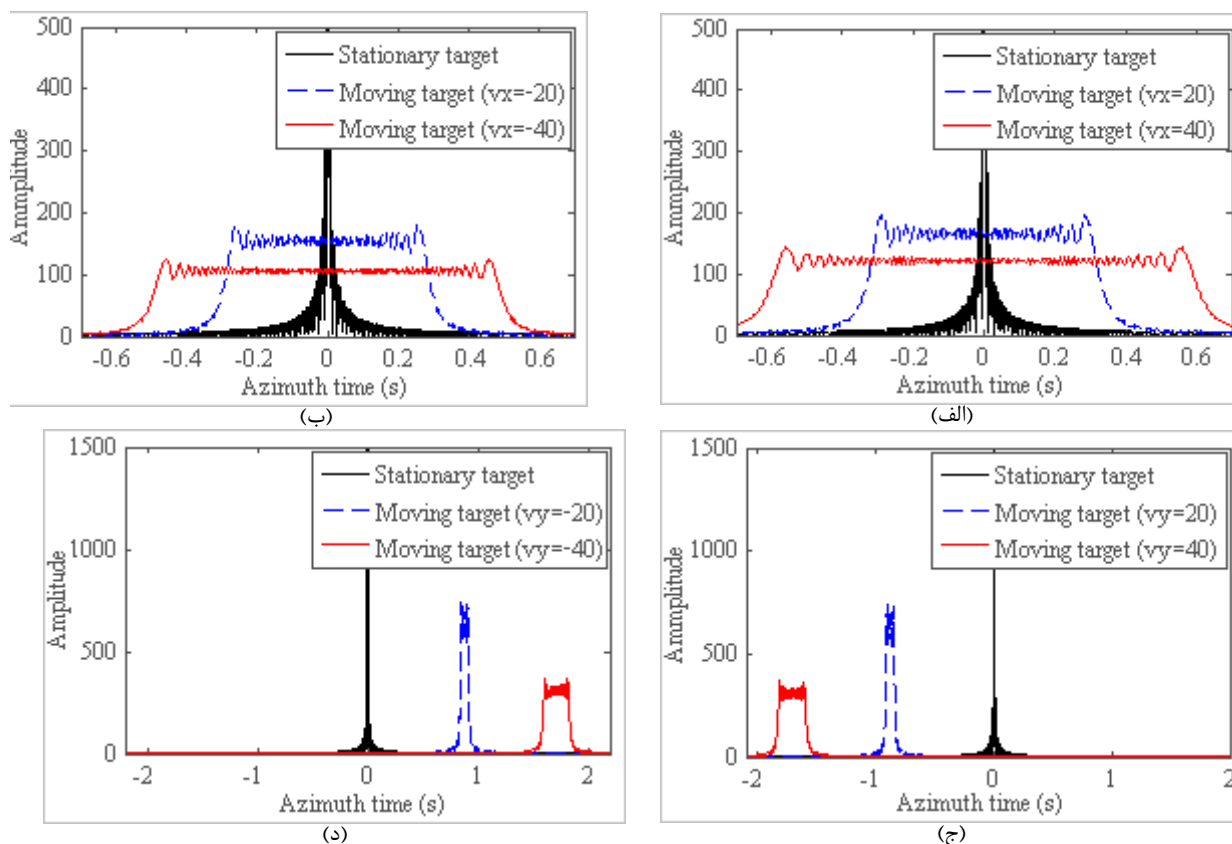 500
400
300
200
100
0
Ammplitude
Stationary target
Moving target (vx=-20)
Moving target (vx=-40)
-0.6 -0.4 -0.2 0 0.2 0.4 0.6
Azimuth time (s)
(ب)
500
400
300
200
100
0
Ammplitude
Stationary target
Moving target (vx=20)
Moving target (vx=40)
-0.6 -0.4 -0.2 0 0.2 0.4 0.6
Azimuth time (s)
(الف)
1500
1000
500
0
Amplitude
Stationary target
Moving target (vy=-20)
Moving target (vy=-40)
-2 -1 0 1 2
Azimuth time (s)
(د)
1500
1000
500
0
Ammplitude
Stationary target
Moving target (vy=20)
Moving target (vy=40)
-2 -1 0 1 2
Azimuth time (s)
(ج)